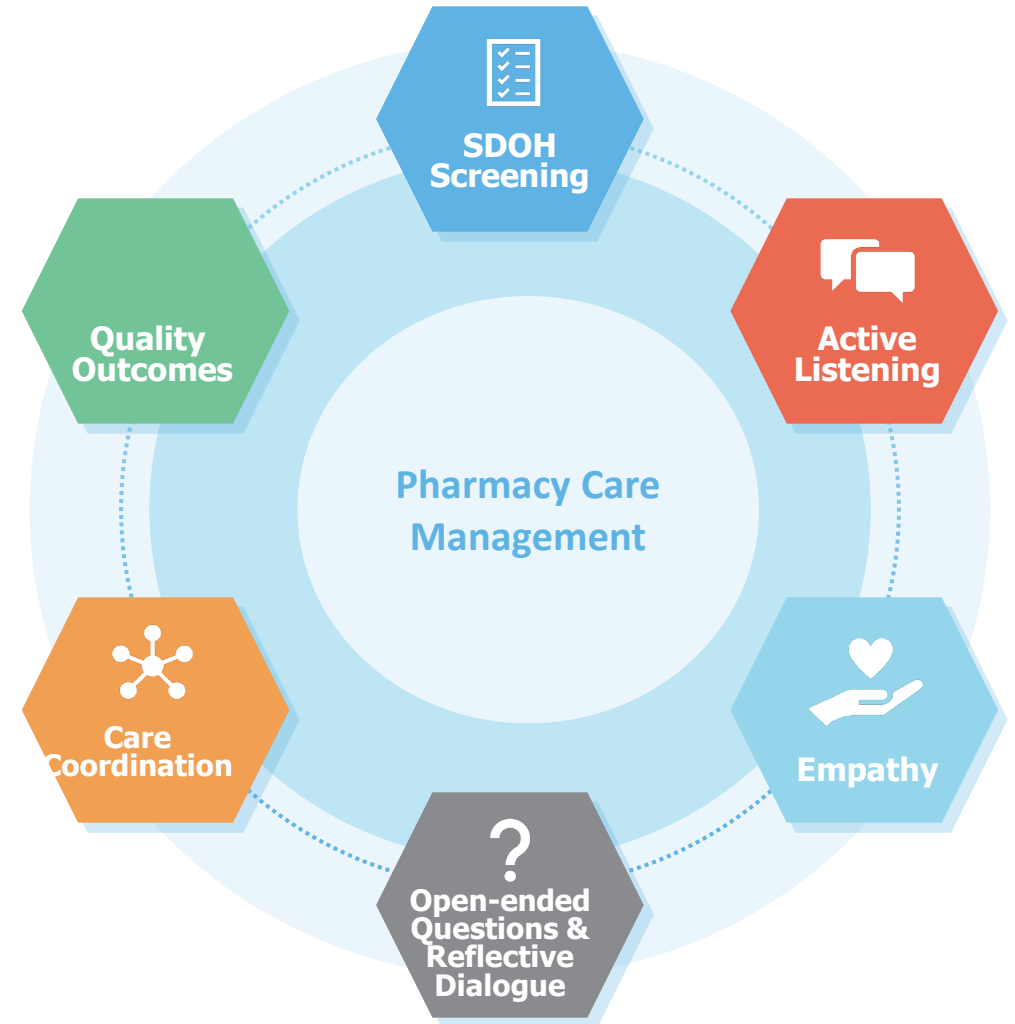 SDOH
Screening
Active
Listening
Empathy
Open-ended
Questions &
Reflective
Dialogue
Care
Coordination
Quality
Outcomes
Pharmacy Care
Management